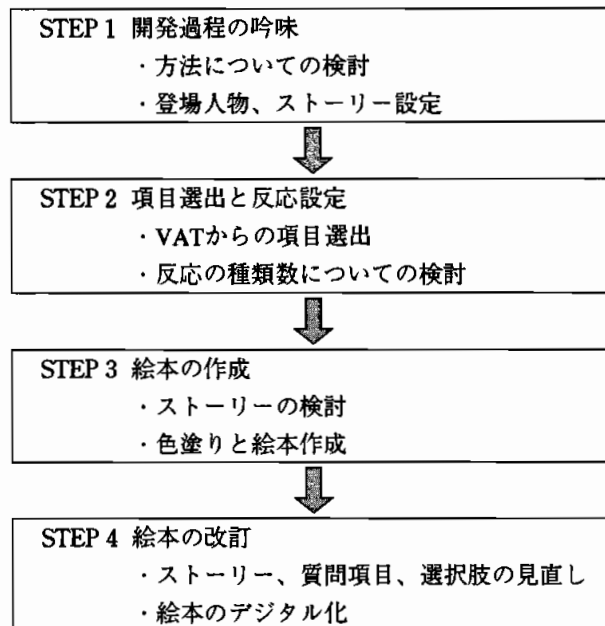 STEP 1 開発過程の吟味
・方法についての検討
・登場人物、ストーリー設定
STEP 2 項目選出と反応設定
・VATからの項目選出
・反応の種類数についての検討
STEP 3 絵本の作成
・ストーリーの検討
・色塗りと絵本作成
STEP 4 絵本の改訂
・ストーリー、質問項目、選択肢の見直し
・絵本のデジタル化